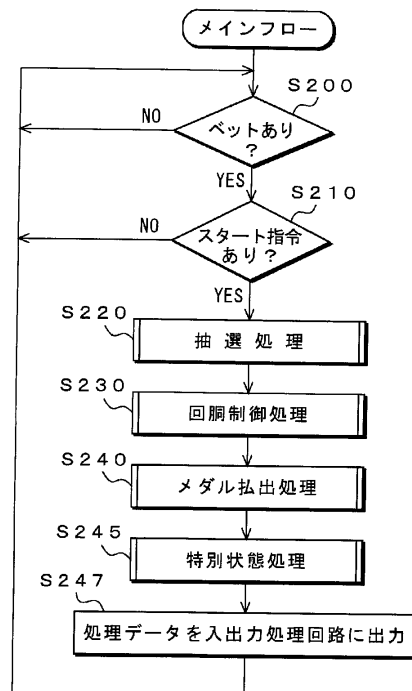 メインフロー
S200
NO
ベットあり
?
YES
S210
NO
スタート指令
あり?
YES
S220
抽選処理
S230
回胴制御処理
S240
メダル払出処理
S245
特別状態処理
S247
処理データを入出力処理回路に出力